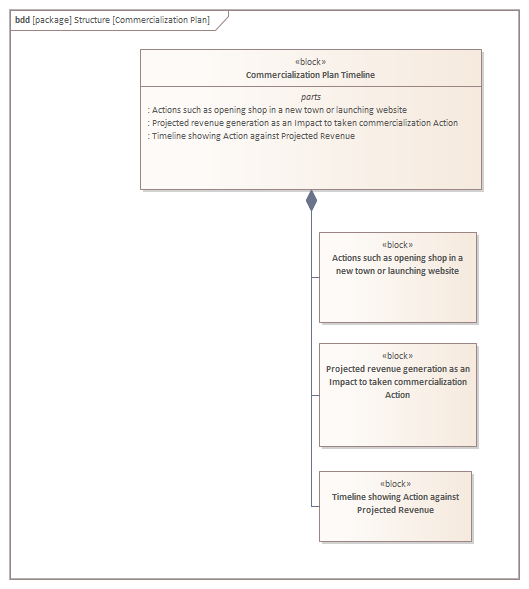 bdd [package] Structure [Commercialization Plan]
«block»
Commercialization Plan Timeline
parts
: Actions such as opening shop in a new town or launching website
: Projected revenue generation as an Impact to taken commercialization Action
: Timeline showing Action against Projected Revenue
«block»
Actions such as opening shop in a
new town or launching website
«block»
Projected revenue generation as an
Impact to taken commercialization
Action
«block»
Timeline showing Action against
Projected Revenue